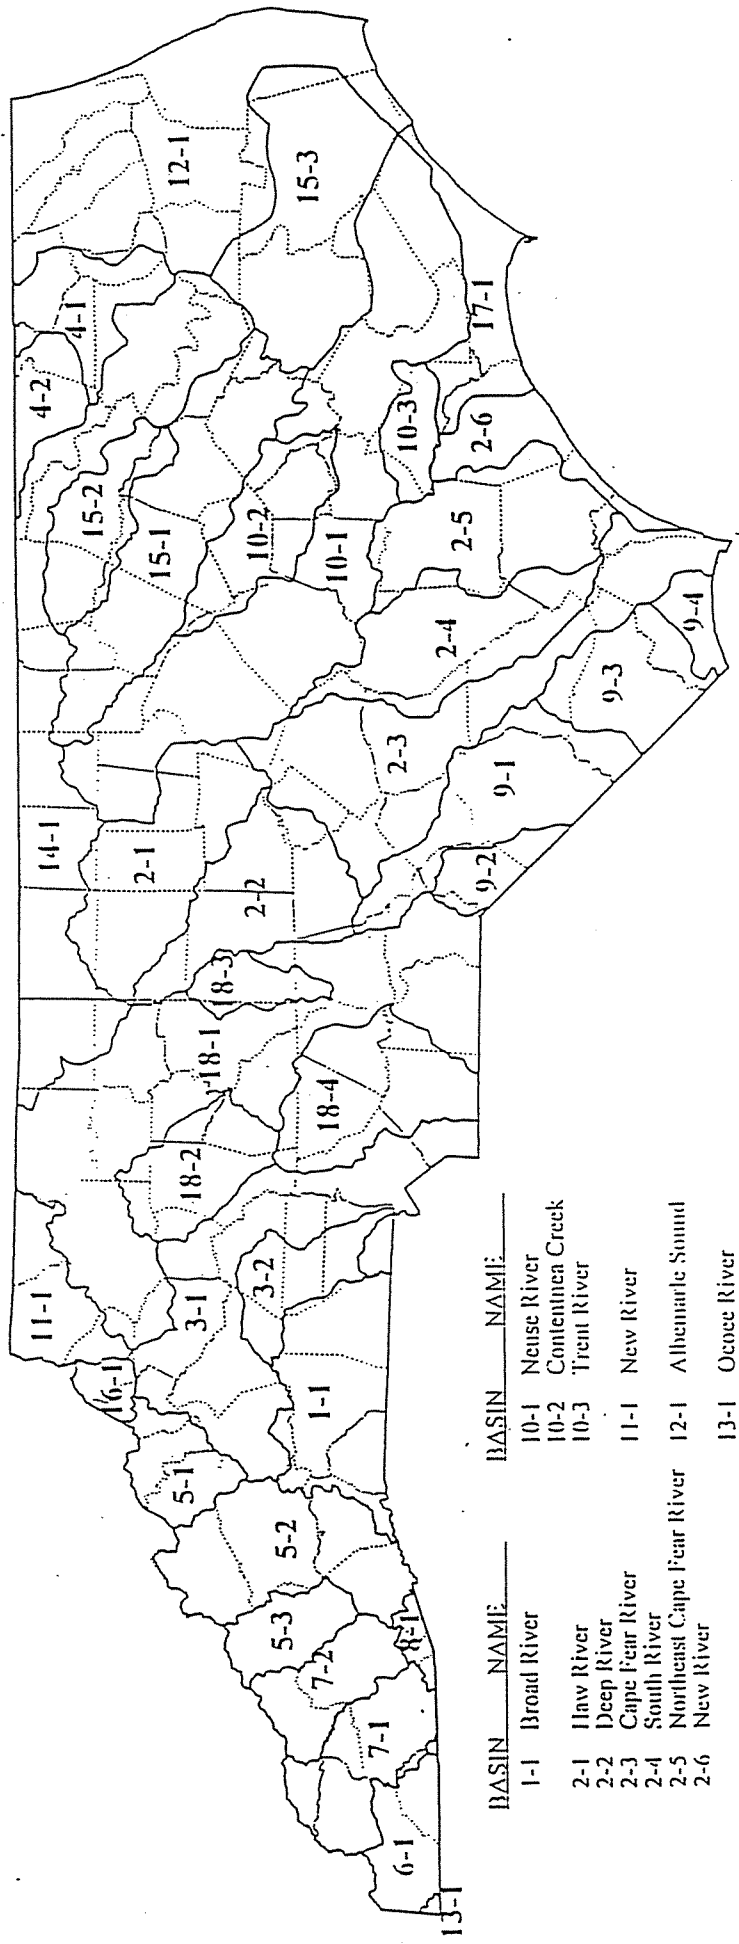 12-1
15-3
4-1
4-2
17-1
10-3
2-6
15-2
15-1
10-2
10-1
2-5
2-4
9-4
9-3
14-1
2-1
2-3
9-1
2-2
9-2
18-3
18-1
18-4
18-2
11-1
3-1
3-2
16-1
1-1
5-1
5-2
5-3
7-2
8-1
7-1
6-1
13-1
BASIN NAME
1-1 Broad River
2-1 Haw River
2-2 Deep River
2-3 Cape Fear River
2-4 South River
2-5 Northeast Cape Fear River
2-6 New River
BASIN NAME
10-1 Neuse River
10-2 Contentnea Creek
10-3 Trent River
11-1 New River
12-1 Albemarle Sound
13-1 Ocoee River